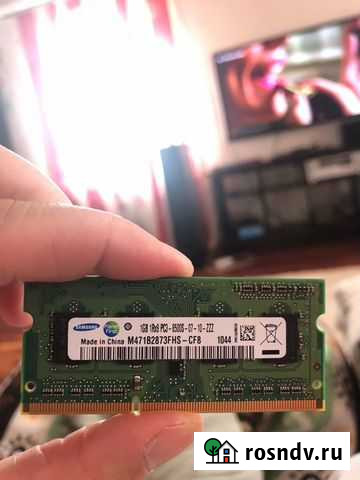 SAMSUNG
1GB 1Rx8 PC3-8500S-07-10-ZZZ
Made in China M471B2873FHS-CF8 1044
rosndv.ru